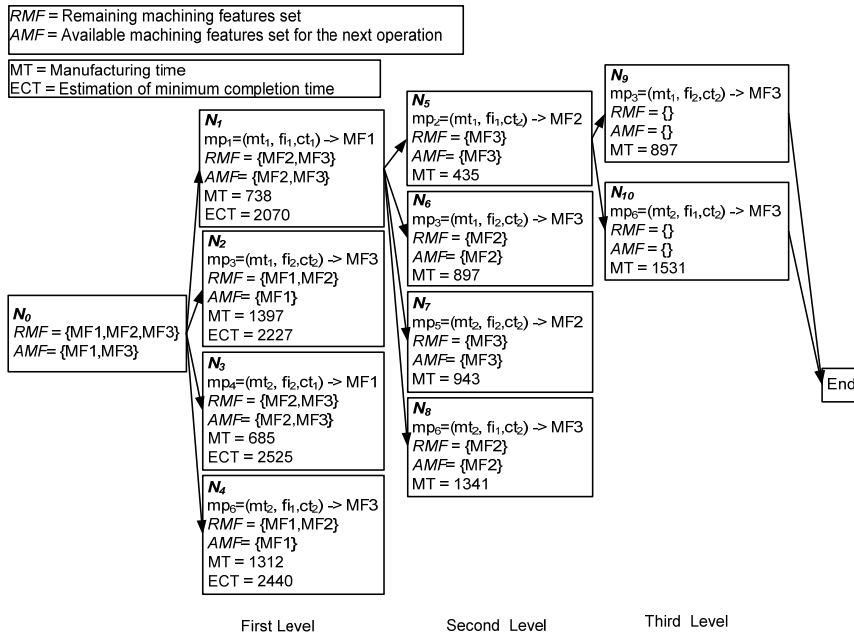 RMF = Remaining machining features set
AMF = Available machining features set for the next operation
MT = Manufacturing time
ECT = Estimation of minimum completion time
N0
RMF = {MF1,MF2,MF3}
AMF = {MF1,MF3}
N1
mp1=(mt1, fi1,ct1) -> MF1
RMF = {MF2,MF3}
AMF = {MF2,MF3}
MT = 738
ECT = 2070
N2
mp3=(mt1, fi2,ct2) -> MF3
RMF = {MF1,MF2}
AMF= {MF1}
MT = 1397
ECT = 2227
N3
mp4=(mt2, fi2,ct1) -> MF1
RMF = {MF2,MF3}
AMF= {MF2,MF3}
MT = 685
ECT = 2525
N4
mp6=(mt2, fi1,ct2) -> MF3
RMF = {MF1,MF2}
AMF= {MF1}
MT = 1312
ECT = 2440
First Level
N5
mp2=(mt1, fi1,ct2) -> MF2
RMF = {MF3}
AMF= {MF3}
MT = 435
N6
mp3=(mt1, fi2,ct2) -> MF3
RMF = {MF2}
AMF= {MF2}
MT = 897
N7
mp5=(mt2, fi2,ct2) -> MF2
RMF = {MF3}
AMF= {MF3}
MT = 943
N8
mp6=(mt2, fi1,ct2) -> MF3
RMF = {MF2}
AMF= {MF2}
MT = 1341
Second Level
N9
mp3=(mt1, fi2,ct2) -> MF3
RMF = {}
AMF= {}
MT = 897
N10
mp6=(mt2, fi1,ct2) -> MF3
RMF = {}
AMF= {}
MT = 1531
Third Level
End